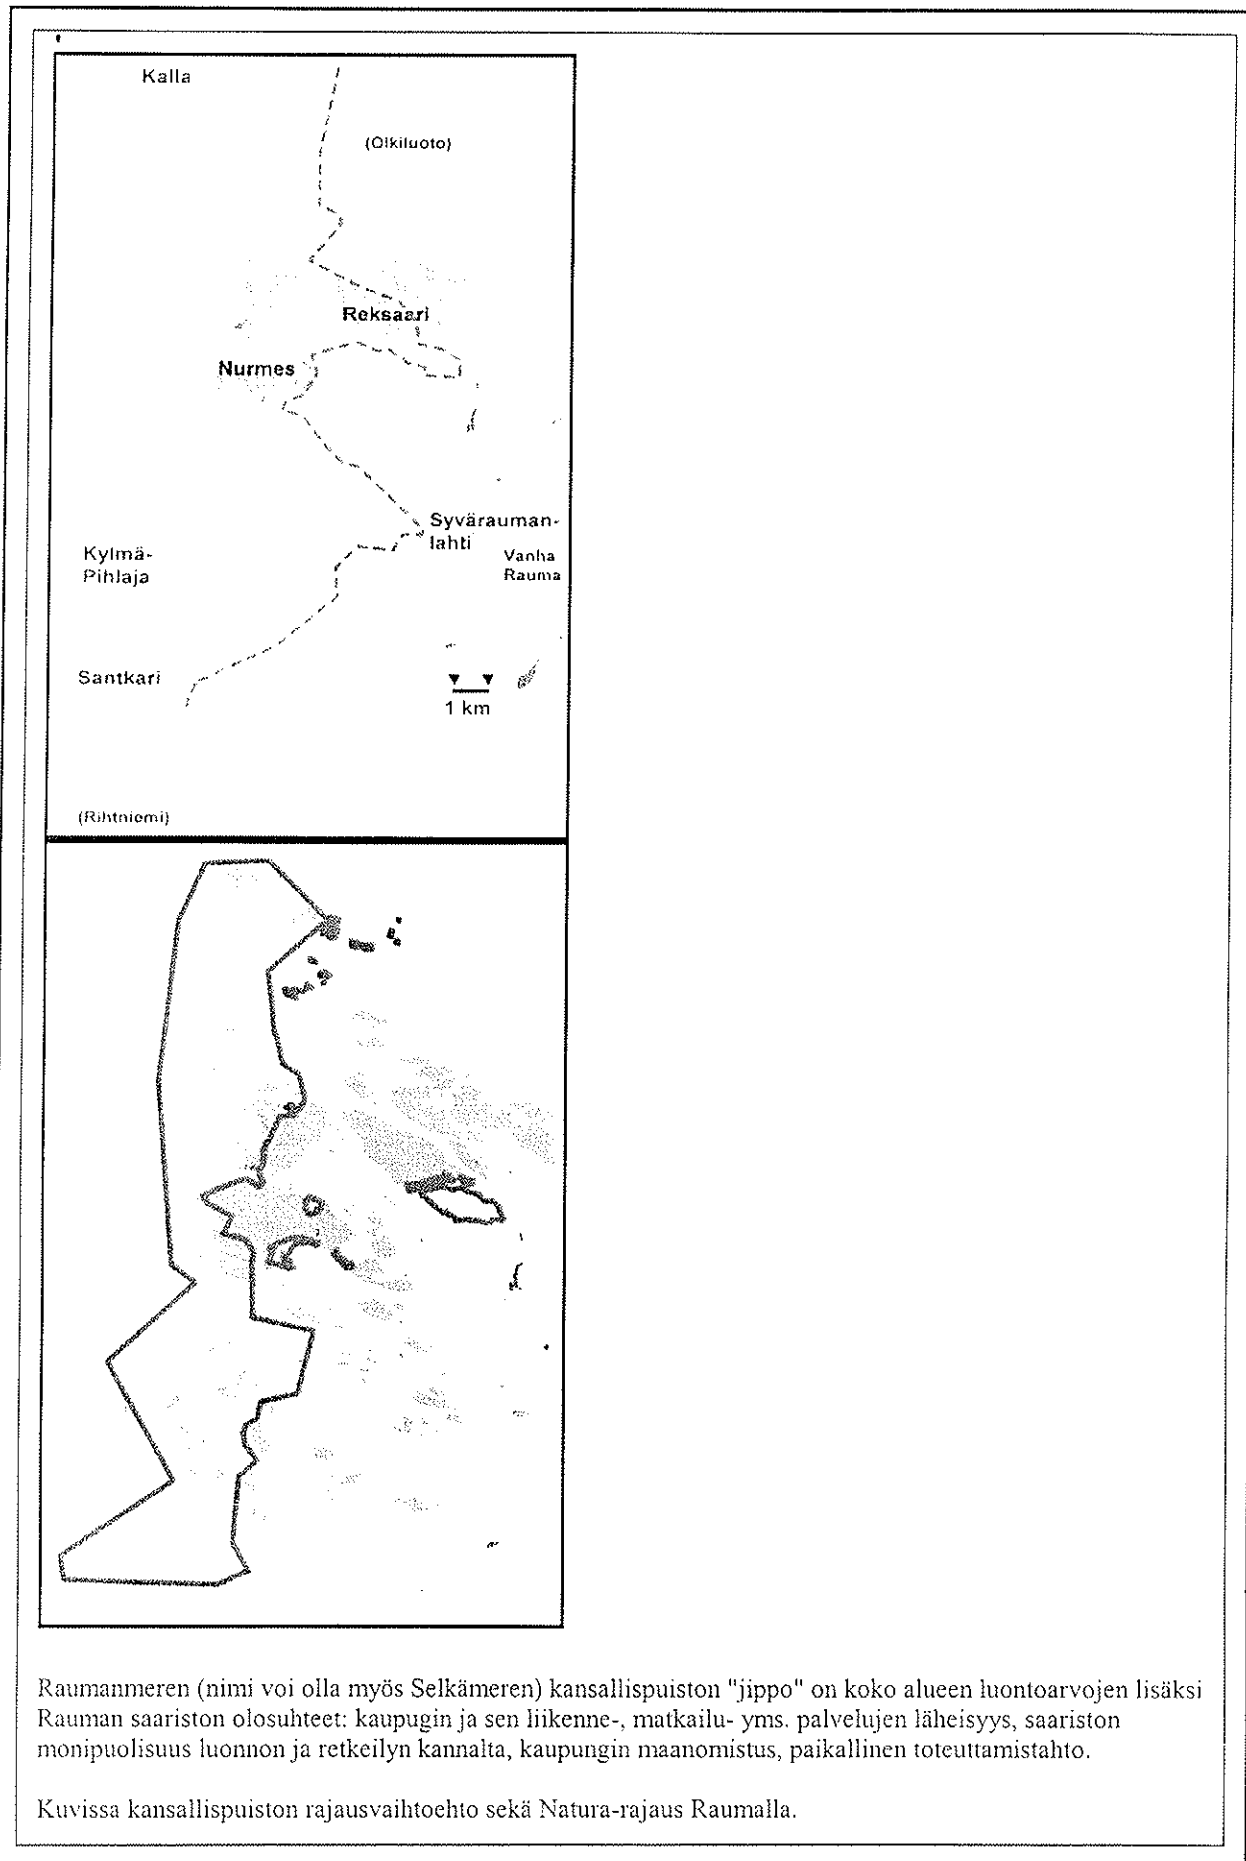 Kalla
(Olkiluoto)
Reksaari
Nurmes
Syvärauman-
lahti
Kylmä-
Pihlaja
Vanha
Rauma
Santkari
1 km
(Rihtniemi)
Raumanmeren (nimi voi olla myös Selkämeren) kansallispuiston "jippo" on koko alueen luontoarvojen lisäksi
Rauman saariston olosuhteet: kaupugin ja sen liikenne-, matkailu- yms. palvelujen läheisyys, saariston
monipuolisuus luonnon ja retkeilyn kannalta, kaupungin maanomistus, paikallinen toteuttamistahto.
Kuvissa kansallispuiston rajausvaihtoehto sekä Natura-rajaus Raumalla.